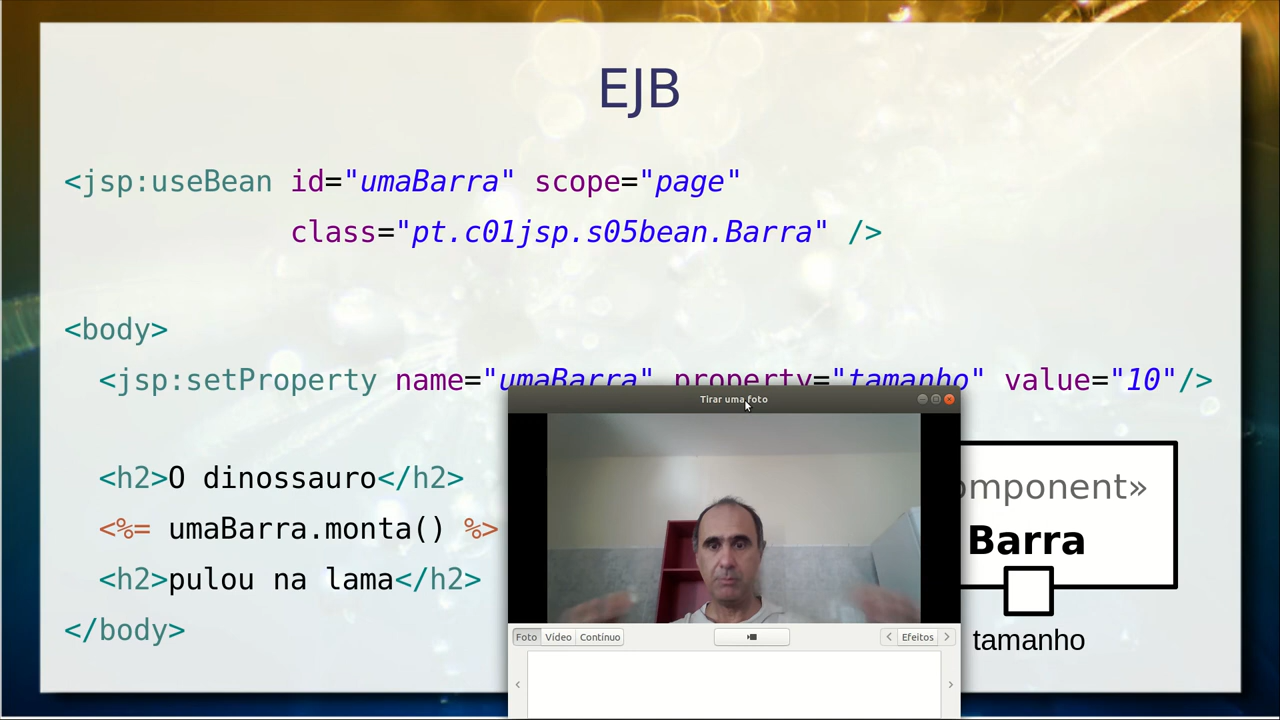 EJB
<jsp:useBean id="umaBarra" scope="page"
class="pt.c01jsp.s05bean.Barra" />
<body>
<jsp:setProperty name="umaBarra" property="tamanho" value="10"/>
Tirar uma foto
<h2>O dinossauro</h2>
omponent»
<%= umaBarra.monta() %>
Barra
<h2>pulou na lama</h2>
</body>
Foto Vídeo Contínuo Efeitos
tamanho